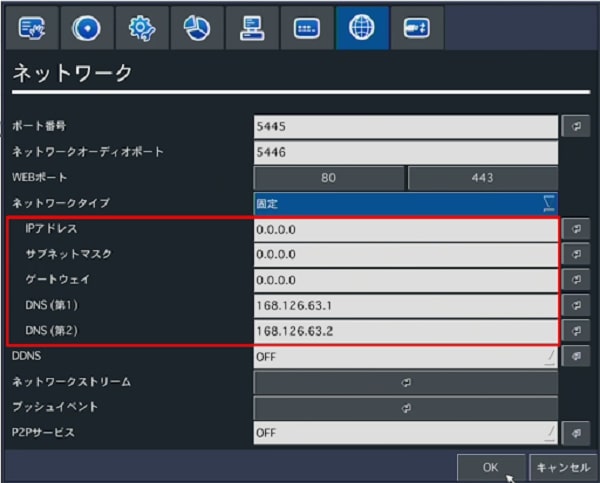 ネットワーク
ポート番号 5445
ネットワークオーディオポート 5446
WEBポート 80 443
ネットワークタイプ 固定
IPアドレス 0.0.0.0
サブネットマスク 0.0.0.0
ゲートウェイ 0.0.0.0
DNS (第1) 168.126.63.1
DNS (第2) 168.126.63.2
DDNS OFF
ネットワークストリーム
プッシュイベント
P2Pサービス OFF
OK キャンセル